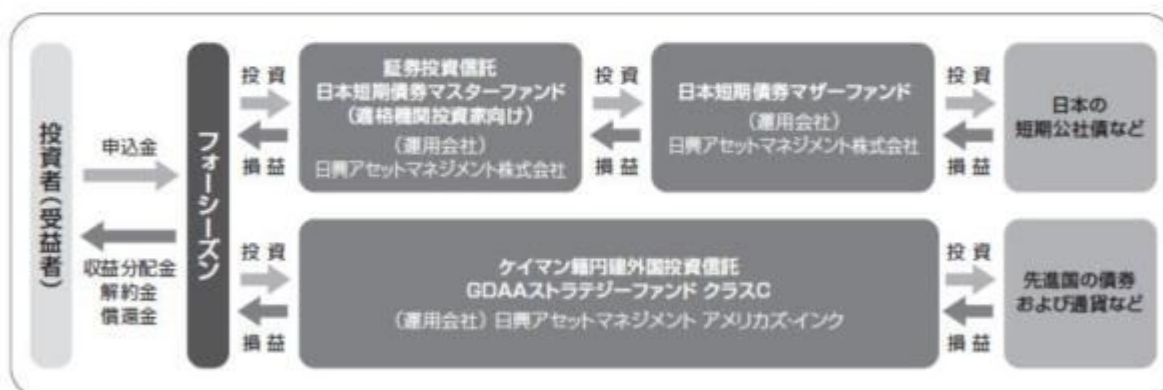 投資者(受益者)
申込金
収益分配金
解約金
償還金
フォーシーズン
投資
損益
証券投資信託
日本短期債券マスターファンド
(適格機関投資家向け)
(運用会社)
日興アセットマネジメント株式会社
投資
損益
日本短期債券マザーファンド
(運用会社)
日興アセットマネジメント株式会社
投資
損益
日本の
短期公社債など
投資
損益
ケイマン籍円建外国投資信託
GDAAストラテジーファンド クラスC
(運用会社) 日興アセットマネジメント アメリカズ・インク
投資
損益
先進国の債券
および通貨など